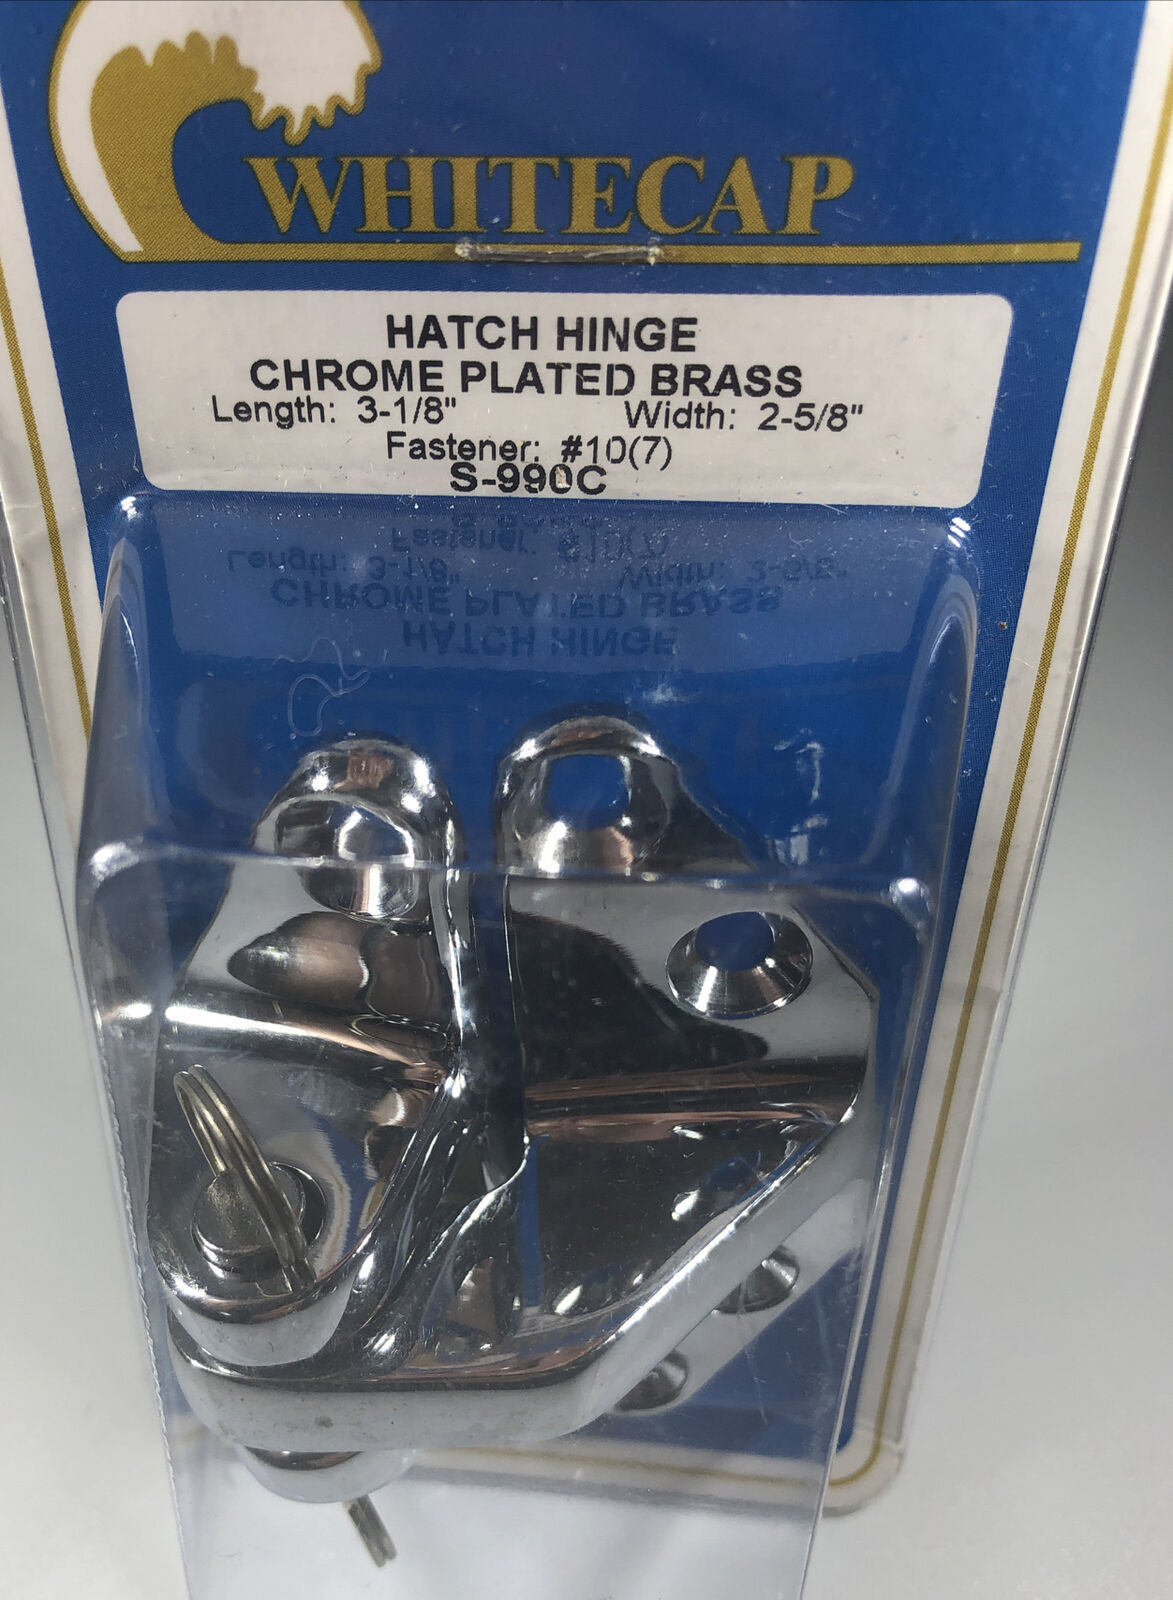 WHITECAP
HATCH HINGE
CHROME PLATED BRASS
Length: 3-1/8" Width: 2-5/8"
Fastener: #10(7)
S-990C